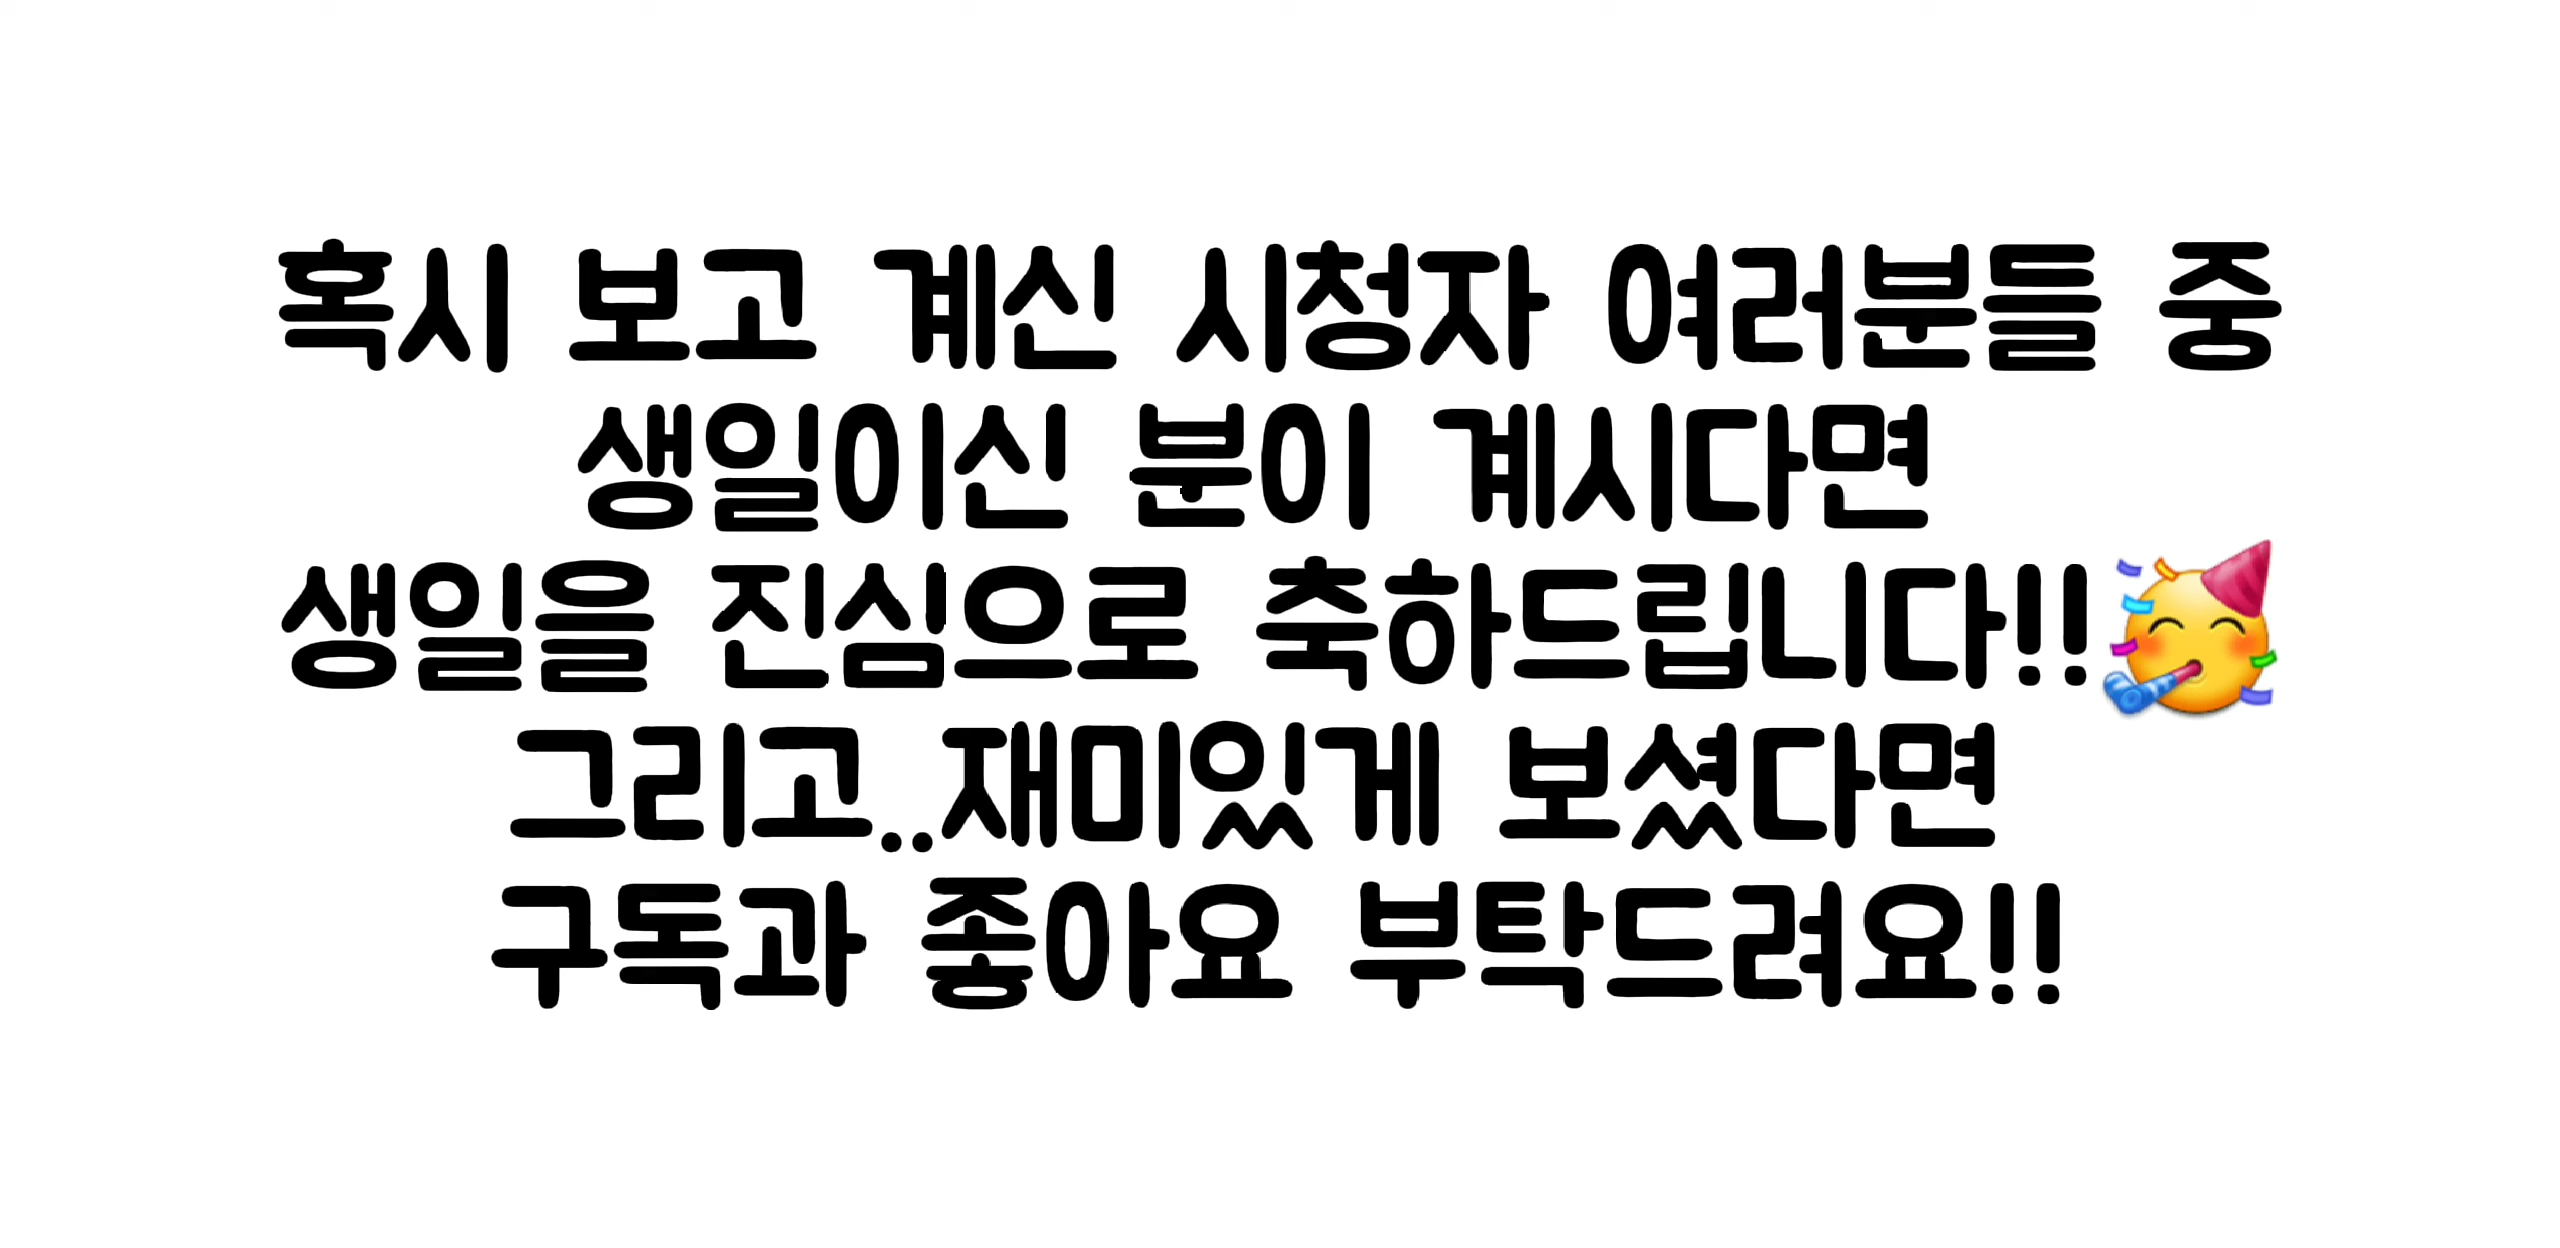 혹시 보고 계신 시청자 여러분들 중
생일이신 분이 계시다면
생일을 진심으로 축하드립니다!!🥳
그리고..재미있게 보셨다면
구독과 좋아요 부탁드려요!!